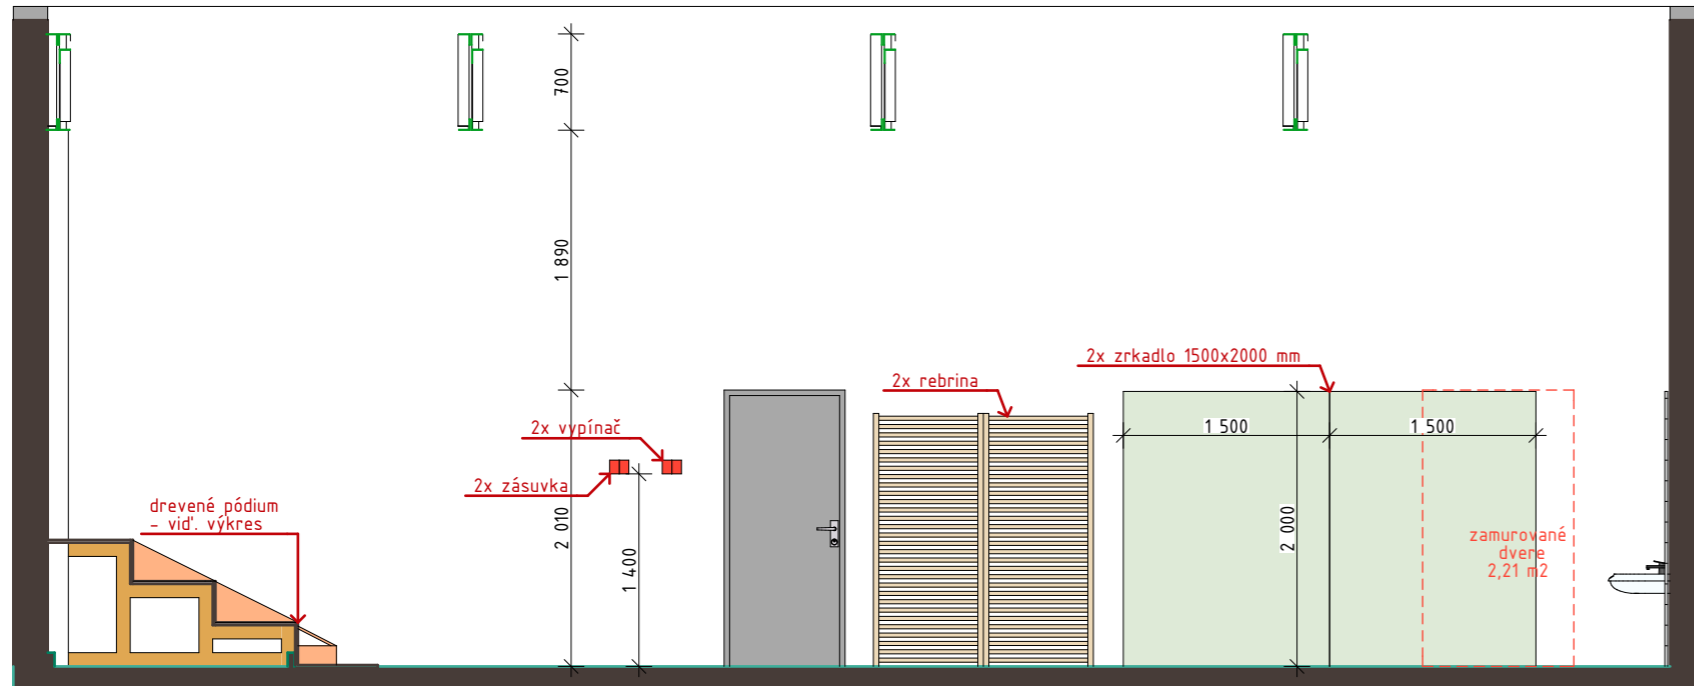 700
1 890
2x zrkadlo 1500x2000 mm
2x rebrina
1 500
1 500
2x vypínač
2x zásuvka
drevené pódium
- viď. výkres
2 010
2 000
1 400
zamurované
dvere
2,21 m2